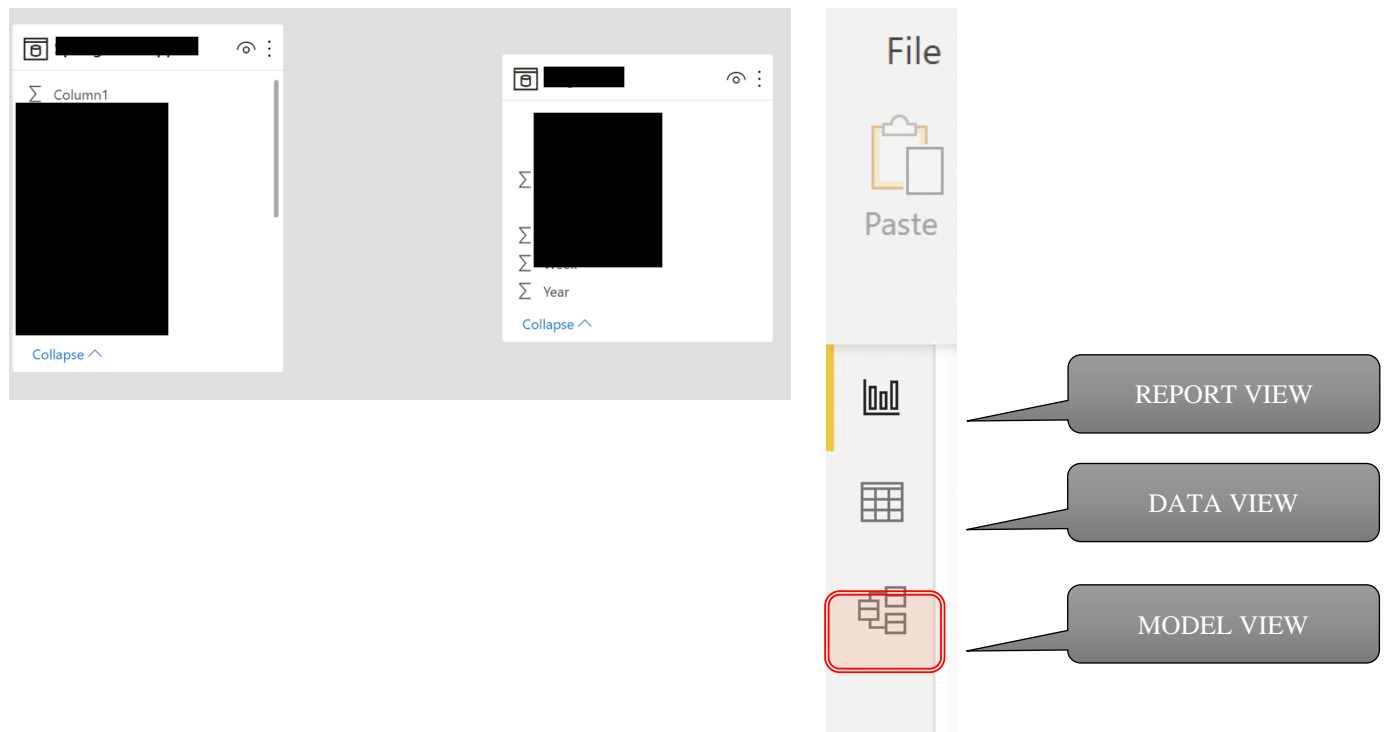 Column1
Collapse
Year
Collapse
File
Paste
REPORT VIEW
DATA VIEW
MODEL VIEW